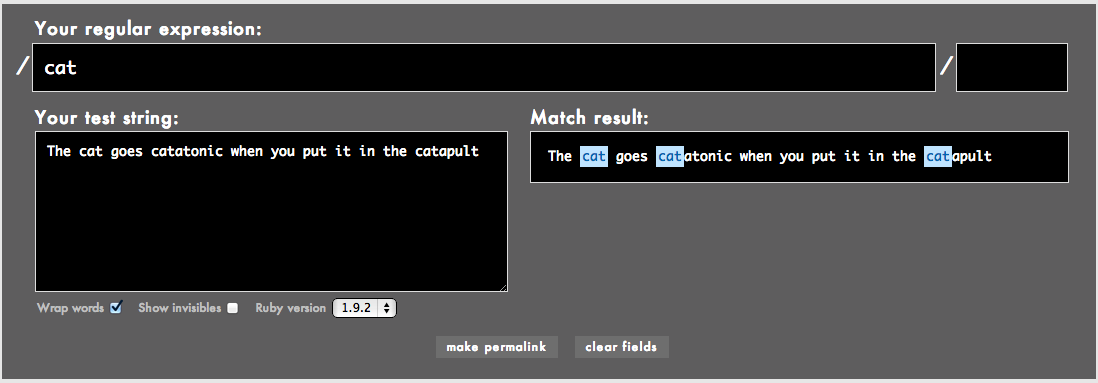 Your regular expression:
/ cat /
Your test string:
The cat goes catatonic when you put it in the catapult
Match result:
The cat goes catatonic when you put it in the catapult
Wrap words Show invisibles Ruby version 1.9.2
make permalink clear fields